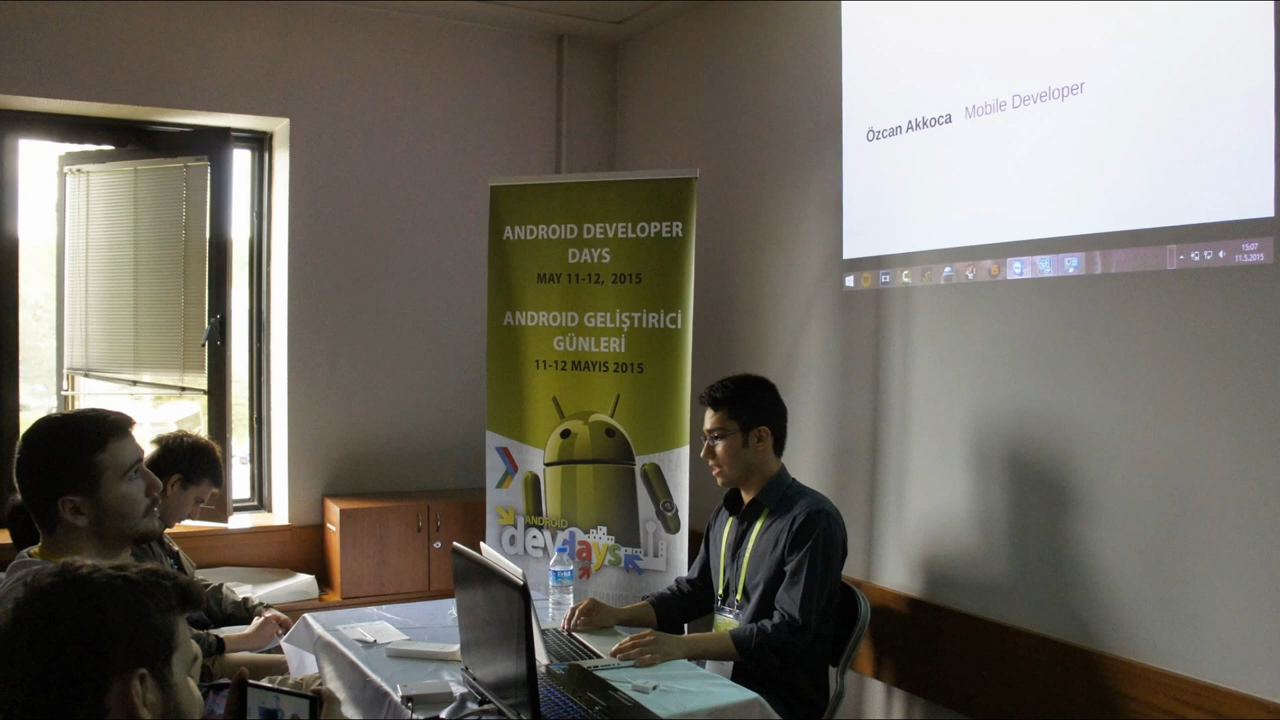 Özcan Akkoca Mobile Developer
15:07
11.5.2015
ANDROID DEVELOPER
DAYS
MAY 11-12, 2015
ANDROID GELİŞTİRİCİ
GÜNLERİ
11-12 MAYIS 2015
ANDROID
devdays